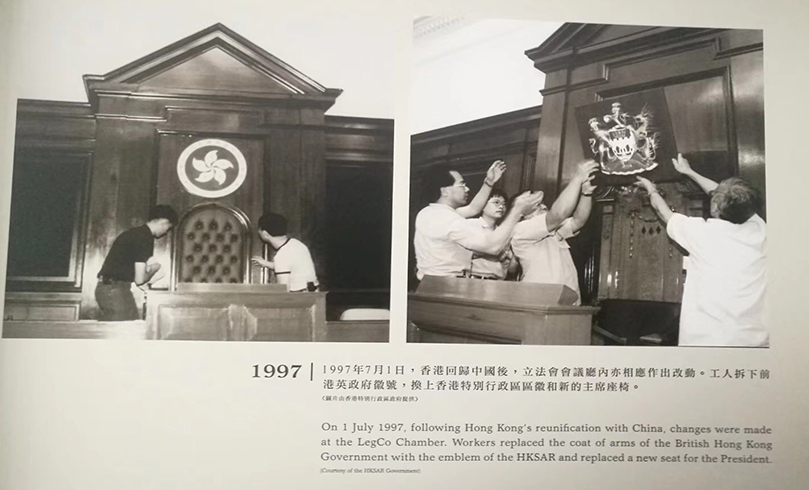 1997
1997年7月1日，香港回歸中國後，立法會會議廳內亦相應作出改動。工人拆下前
港英政府徽號，換上香港特別行政區區徽和新的主席座椅。
（圖片由香港特別行政區政府提供）
On 1 July 1997, following Hong Kong's reunification with China, changes were made
at the LegCo Chamber. Workers replaced the coat of arms of the British Hong Kong
Government with the emblem of the HKSAR and replaced a new seat for the President.
(Courtesy of the HKSAR Government)